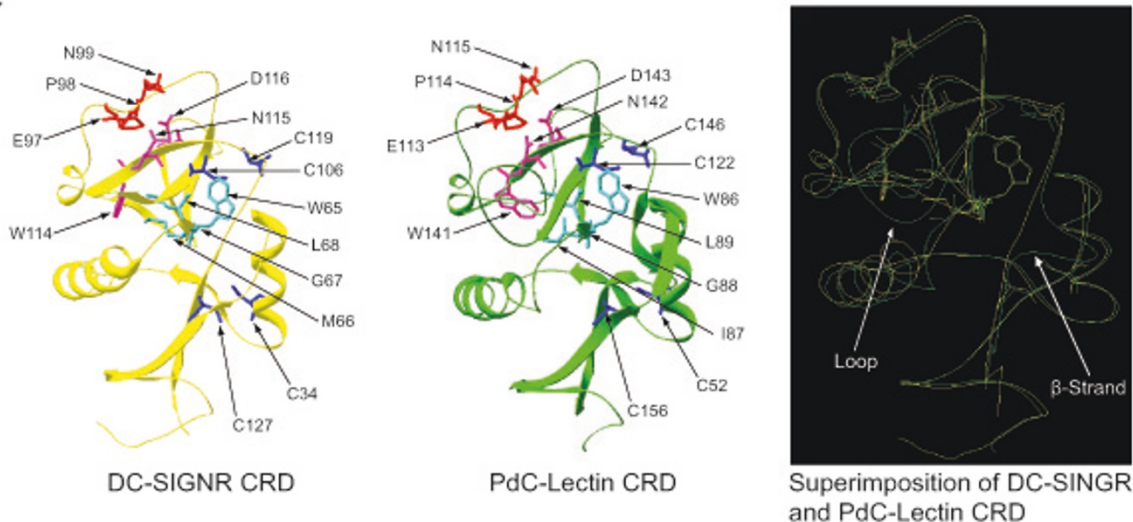 N99
P98
E97
D116
N115
C119
C106
W65
W114
L68
G67
M66
C34
C127
DC-SIGNR CRD
N115
P114
E113
D143
N142
C146
C122
W86
W141
L89
G88
I87
C52
C156
PdC-Lectin CRD
Loop
β-Strand
Superimposition of DC-SINGR
and PdC-Lectin CRD